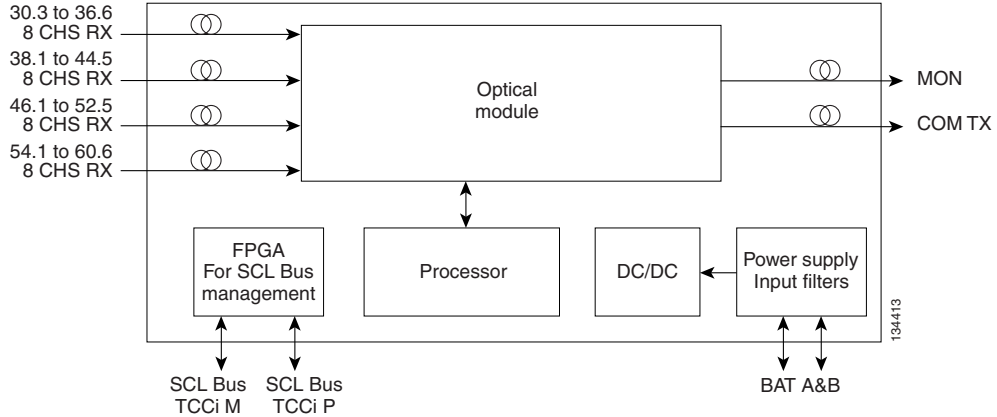 30.3 to 36.6
8 CHS RX
38.1 to 44.5
8 CHS RX
46.1 to 52.5
8 CHS RX
54.1 to 60.6
8 CHS RX
Optical
module
MON
COM TX
FPGA
For SCL Bus
management
Processor
DC/DC
Power supply
Input filters
134413
SCL Bus
TCCi M
SCL Bus
TCCi P
BAT A&B